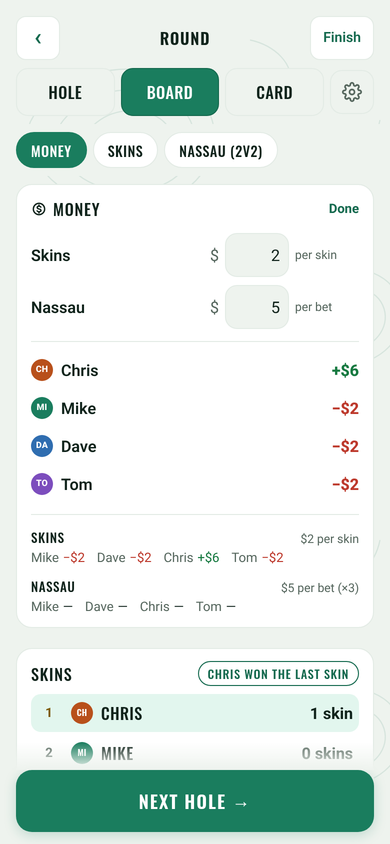 ‹ ROUND Finish
HOLE BOARD CARD
MONEY SKINS NASSAU (2V2)
MONEY Done
Skins $ 2 per skin
Nassau $ 5 per bet
CH Chris +$6
MI Mike −$2
DA Dave −$2
TO Tom −$2
SKINS $2 per skin
Mike −$2 Dave −$2 Chris +$6 Tom −$2
NASSAU $5 per bet (×3)
Mike — Dave — Chris — Tom —
SKINS CHRIS WON THE LAST SKIN
1 CH CHRIS 1 skin
2 MI MIKE 0 skins
NEXT HOLE →